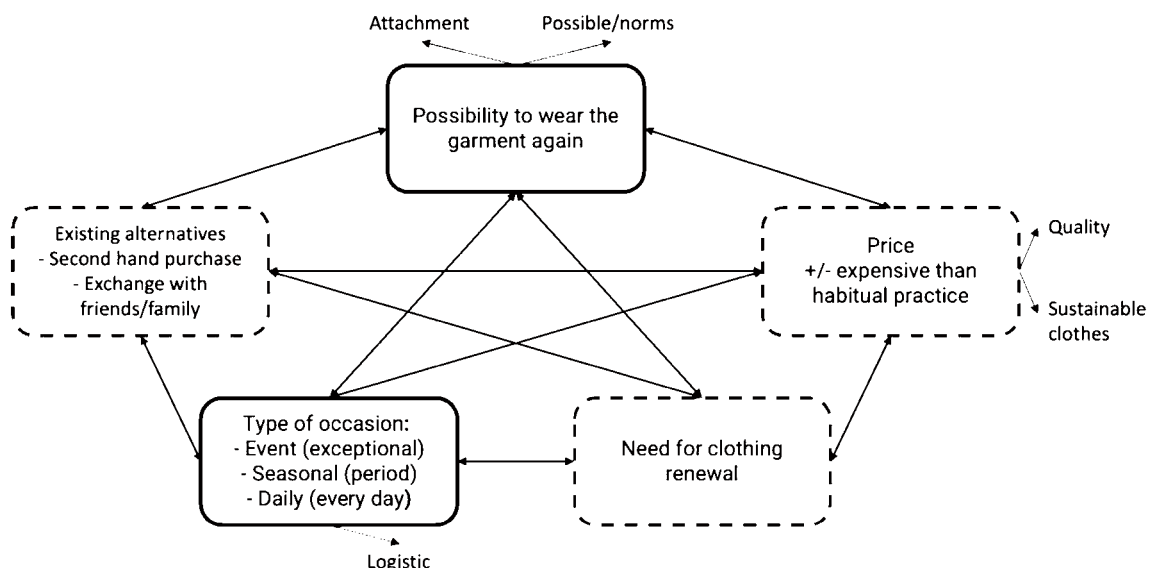 Attachment
Possible/norms
Possibility to wear the
garment again
Existing alternatives
- Second hand purchase
- Exchange with
friends/family
Price
+/- expensive than
habitual practice
Quality
Sustainable
clothes
Type of occasion:
- Event (exceptional)
- Seasonal (period)
- Daily (every day)
Need for clothing
renewal
Logistic